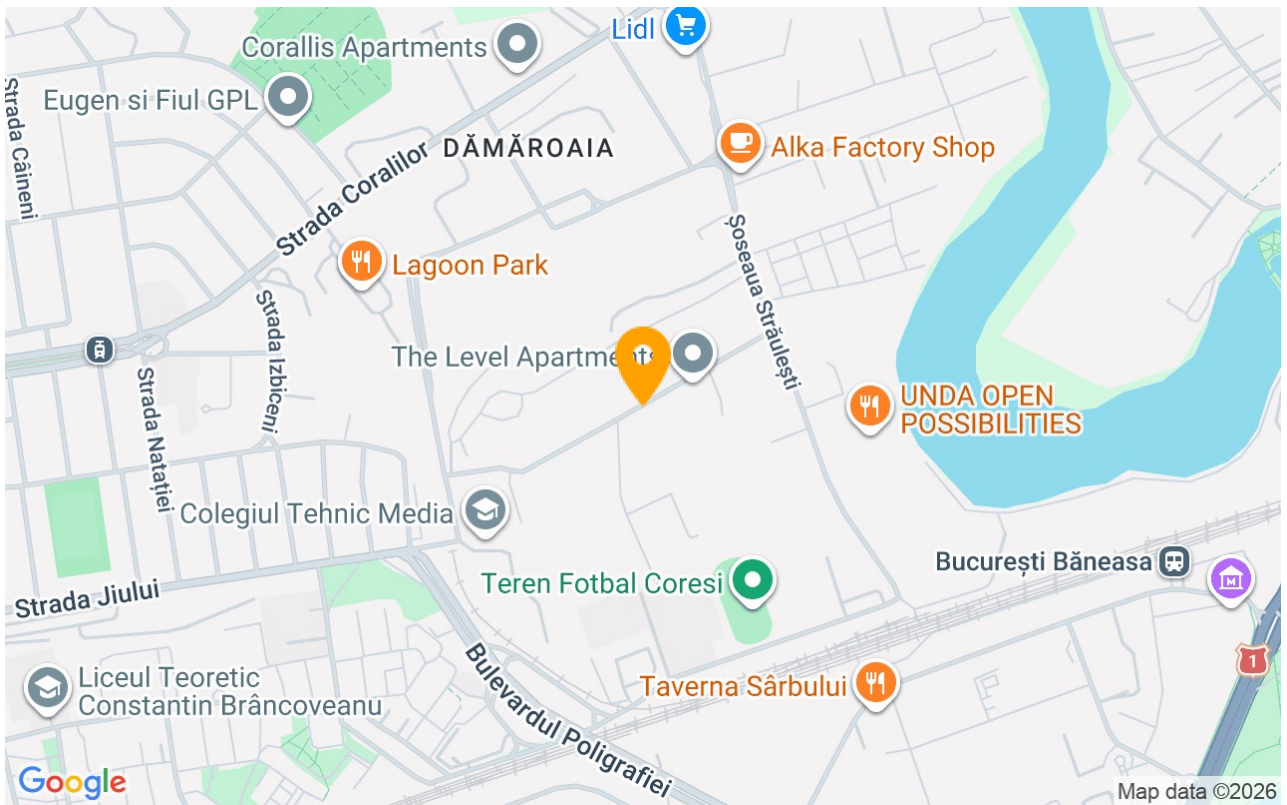 Lidl
Corallis Apartments
Eugen si Fiul GPL
Strada Câineni
Strada Coralilor
DĂMĂROAIA
Alka Factory Shop
Lagoon Park
Șoseaua Străulești
Strada Izbiceni
The Level Apartments
Strada Natației
UNDA OPEN
POSSIBILITIES
Colegiul Tehnic Media
București Băneasa
M
Teren Fotbal Coresi
Strada Jiului
1
Liceul Teoretic
Constantin Brâncoveanu
Bulevardul Poligrafiei
Taverna Sârbului
Google
Map data ©2026